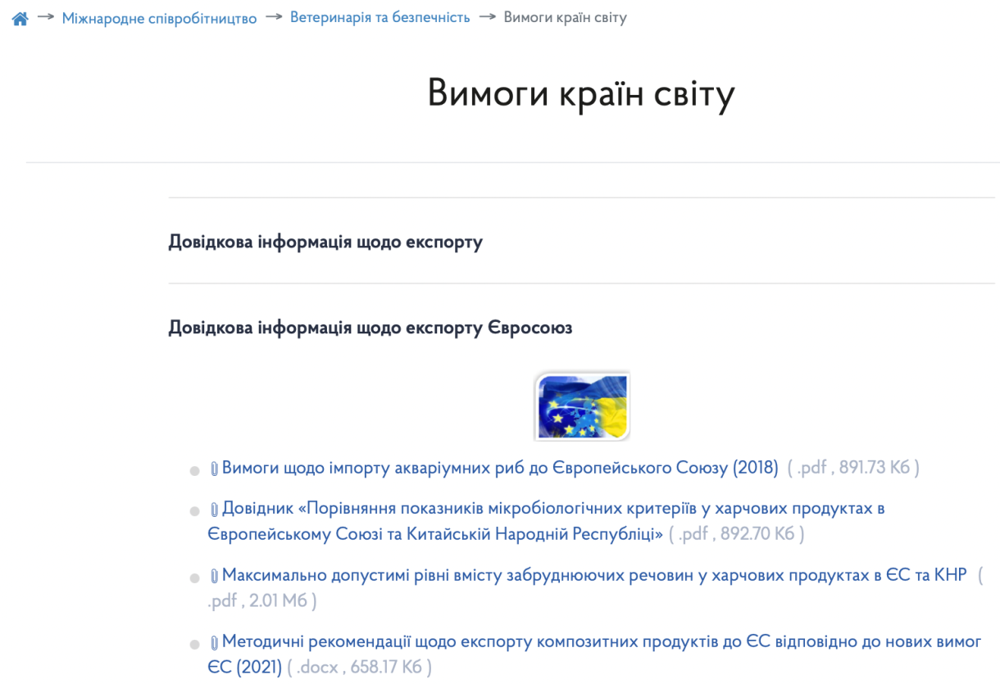 → Міжнародне співробітництво → Ветеринарія та безпечність → Вимоги країн світу
Вимоги країн світу
Довідкова інформація щодо експорту
Довідкова інформація щодо експорту Євросоюз
Вимоги щодо імпорту акваріумних риб до Європейського Союзу (2018) ( .pdf , 891.73 Кб )
Довідник «Порівняння показників мікробіологічних критеріїв у харчових продуктах в
Європейському Союзі та Китайській Народній Республіці» ( .pdf , 892.70 Кб )
Максимально допустимі рівні вмісту забруднюючих речовин у харчових продуктах в ЄС та КНР (
.pdf , 2.01 Мб )
Методичні рекомендації щодо експорту композитних продуктів до ЄС відповідно до нових вимог
ЄС (2021) ( .docx , 658.17 Кб )